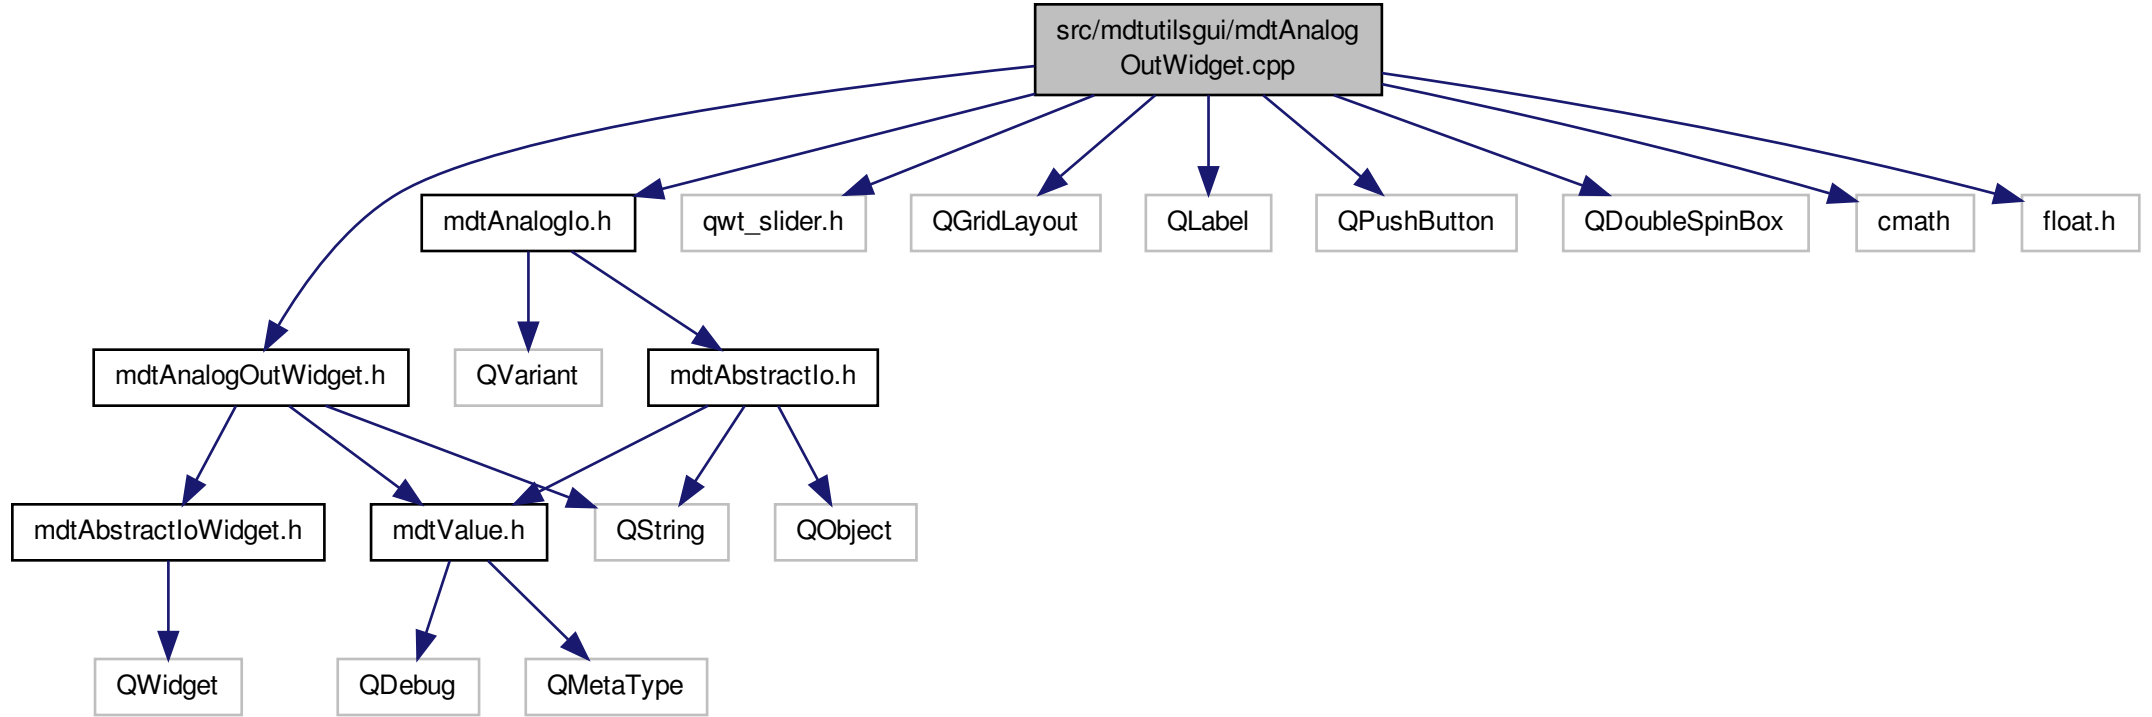 src/mdtutilsgui/mdtAnalog
OutWidget.cpp
mdtAnalogIo.h
qwt_slider.h
QGridLayout
QLabel
QPushButton
QDoubleSpinBox
cmath
float.h
mdtAnalogOutWidget.h
QVariant
mdtAbstractIo.h
mdtAbstractIoWidget.h
mdtValue.h
QString
QObject
QWidget
QDebug
QMetaType